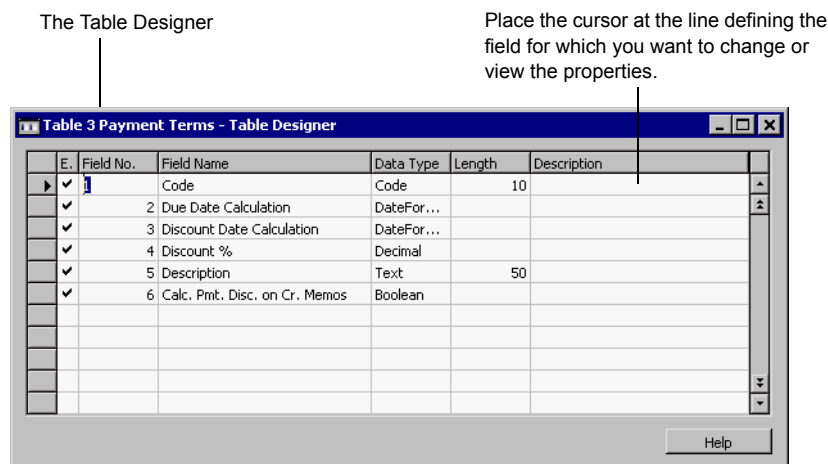 The Table Designer
Place the cursor at the line defining the
field for which you want to change or
view the properties.
Table 3 Payment Terms - Table Designer
E. Field No. Field Name Data Type Length Description
1 Code Code 10
2 Due Date Calculation DateFor...
3 Discount Date Calculation DateFor...
4 Discount % Decimal
5 Description Text 50
6 Calc. Pmt. Disc. on Cr. Memos Boolean
Help